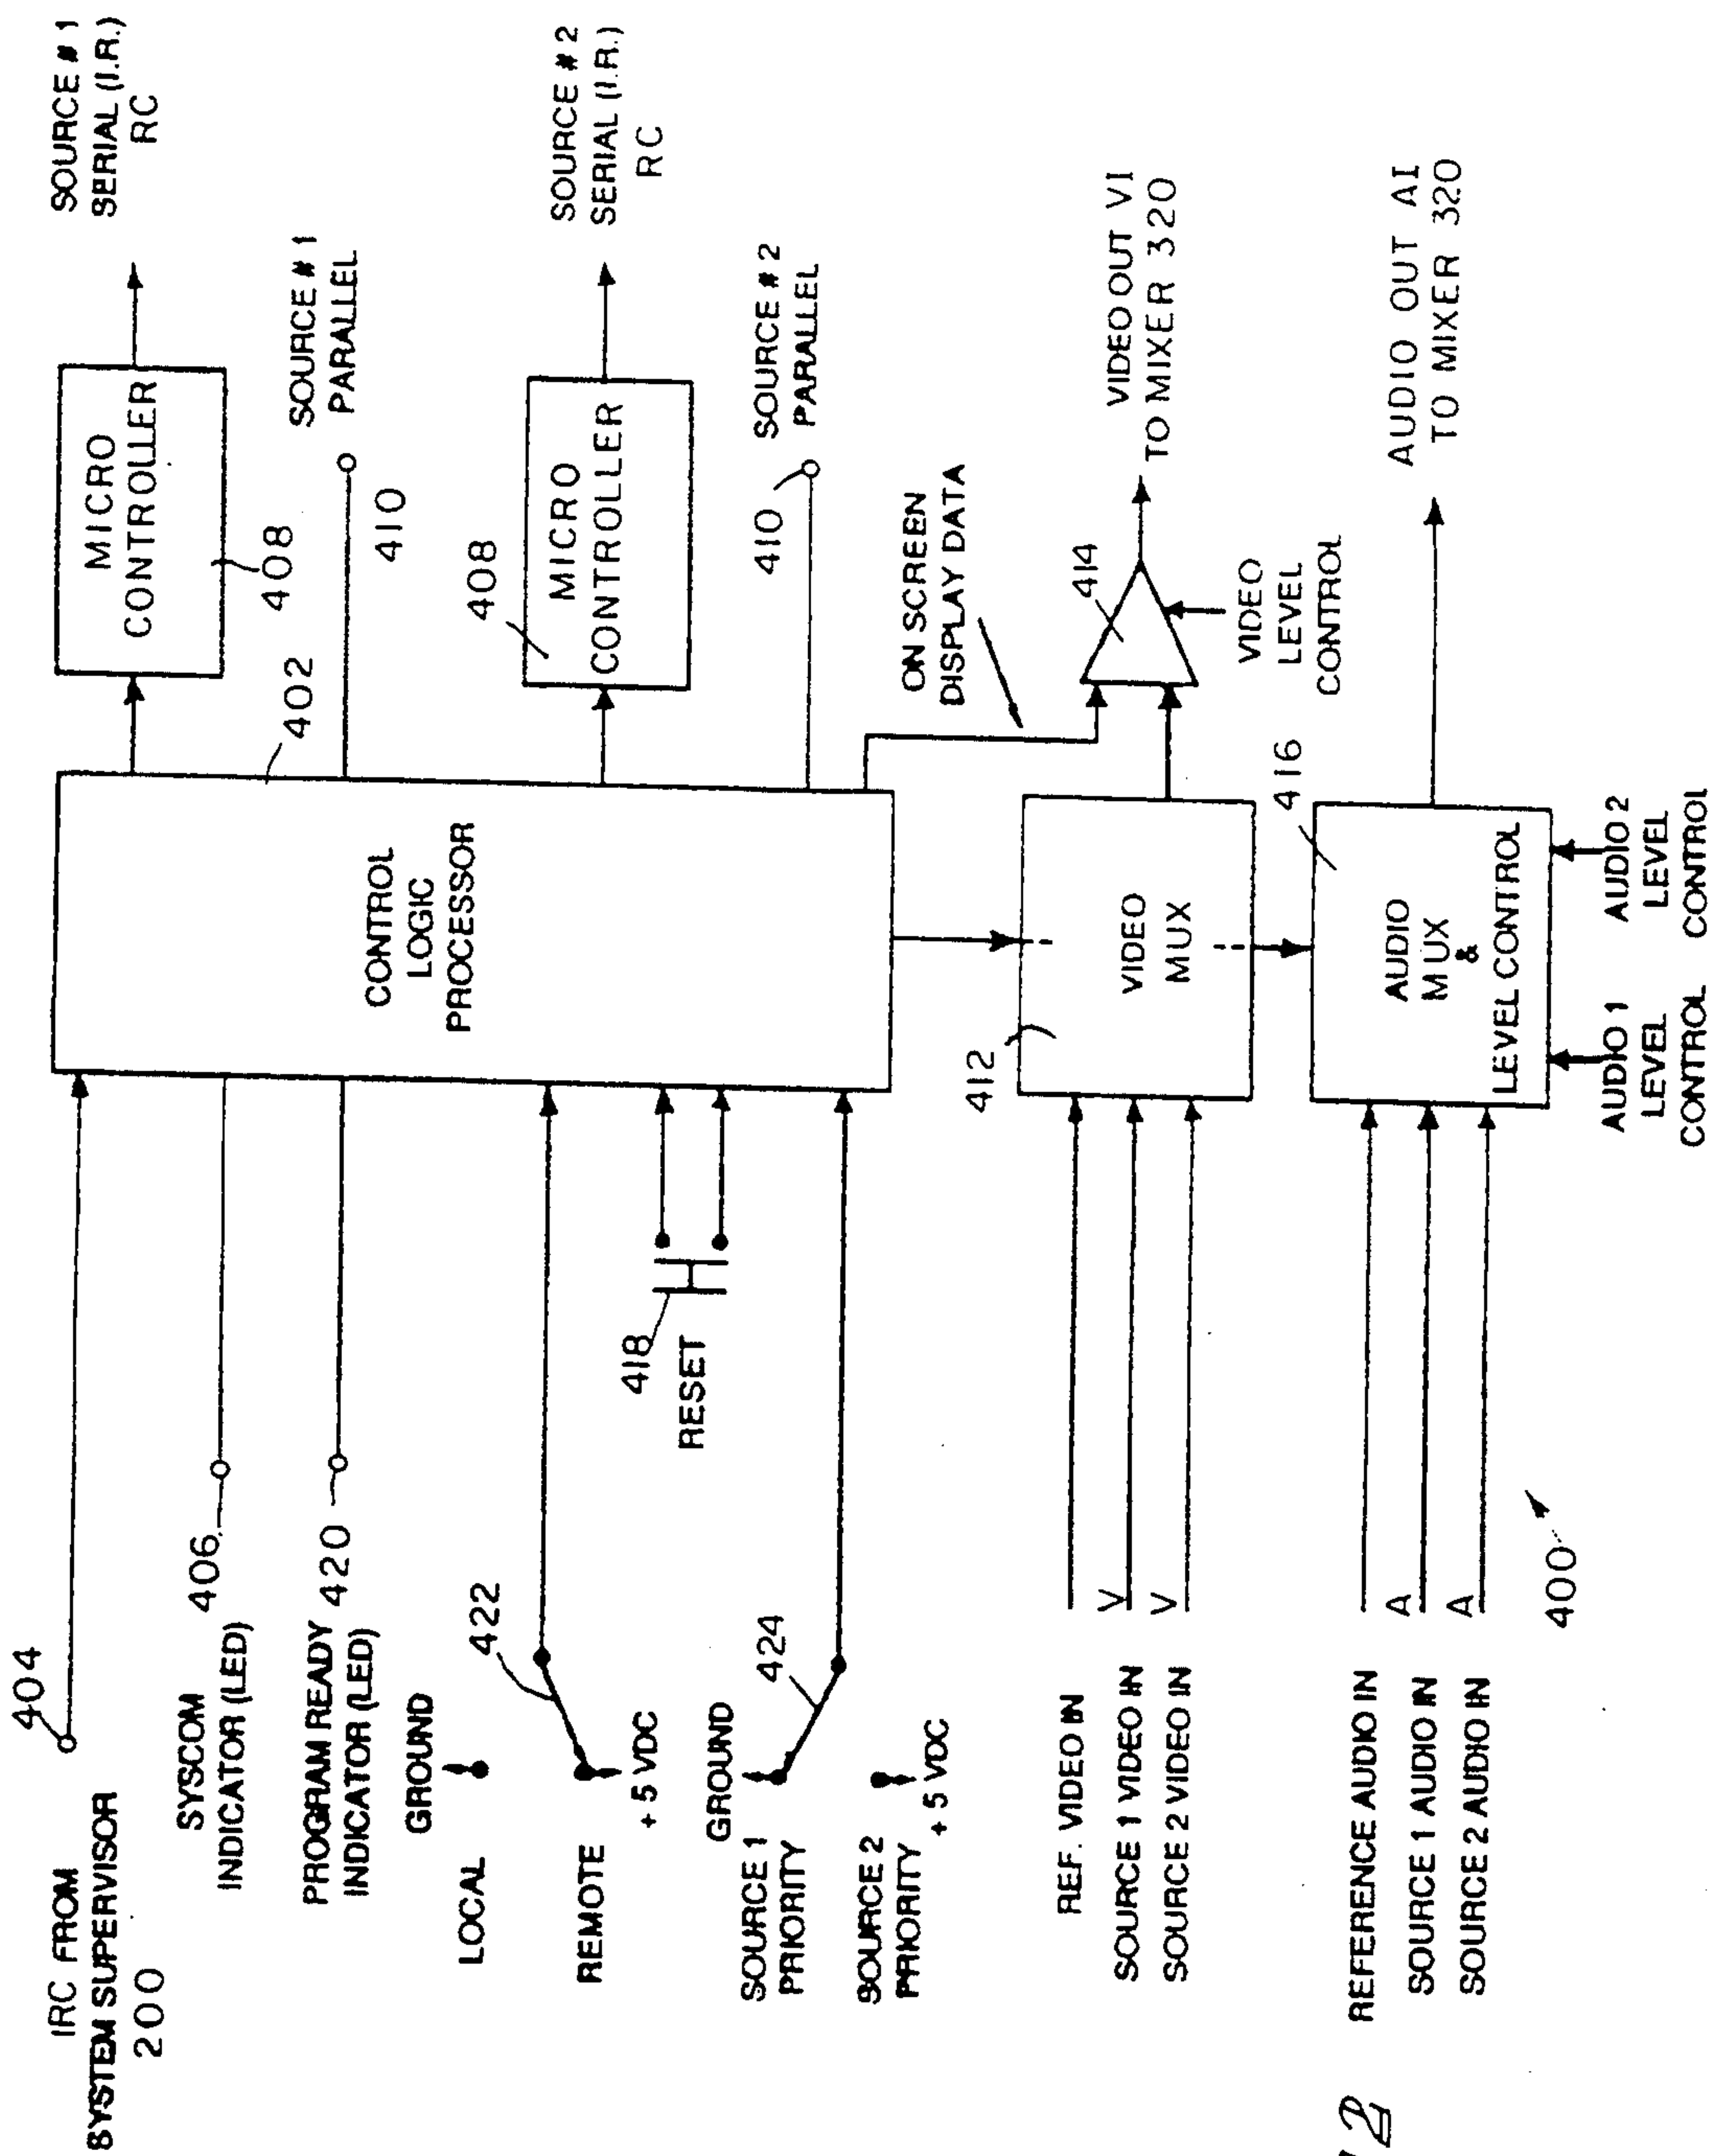 IRC FROM
SYSTEM SUPERVISOR
200
404
SYSCOM
INDICATOR (LED)
406
PROGRAM READY
INDICATOR (LED)
420
GROUND
LOCAL
422
REMOTE
+ 5 VDC
418
RESET
GROUND
SOURCE 1
PRIORITY
424
SOURCE 2
PRIORITY
+ 5 VDC
CONTROL
LOGIC
PROCESSOR
402
MICRO
CONTROLLER
408
SOURCE # 1
SERIAL (I.R.)
RC
SOURCE # 1
PARALLEL
410
MICRO
CONTROLLER
408
SOURCE # 2
SERIAL (I.R.)
RC
SOURCE # 2
PARALLEL
410
ON SCREEN
DISPLAY DATA
414
VIDEO OUT VI
TO MIXER 320
VIDEO
LEVEL
CONTROL
REF. VIDEO IN
SOURCE 1 VIDEO IN
V
SOURCE 2 VIDEO IN
V
412
VIDEO
MUX
REFERENCE AUDIO IN
SOURCE 1 AUDIO IN
A
SOURCE 2 AUDIO IN
A
416
AUDIO
MUX
&
LEVEL CONTROL
AUDIO OUT AI
TO MIXER 320
AUDIO 1
LEVEL
CONTROL
AUDIO 2
LEVEL
CONTROL
400